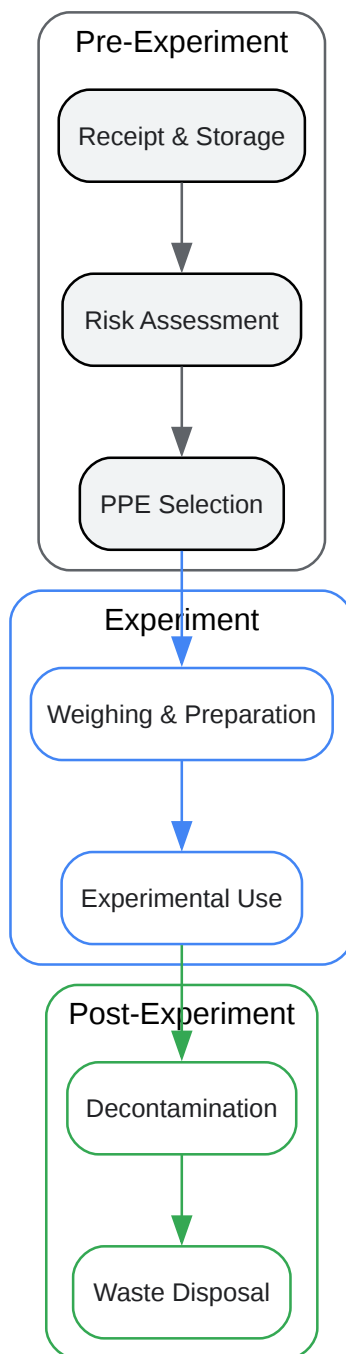 Pre-Experiment
Receipt & Storage
Risk Assessment
PPE Selection
Experiment
Weighing & Preparation
Experimental Use
Post-Experiment
Decontamination
Waste Disposal